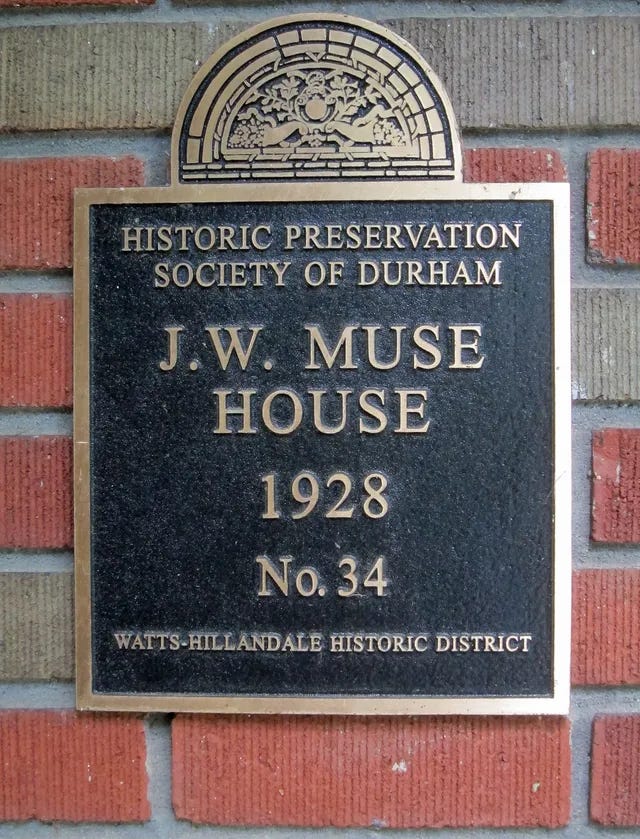 HISTORIC PRESERVATION
SOCIETY OF DURHAM
J.W. MUSE
HOUSE
1928
No. 34
WATTS-HILLANDALE HISTORIC DISTRICT